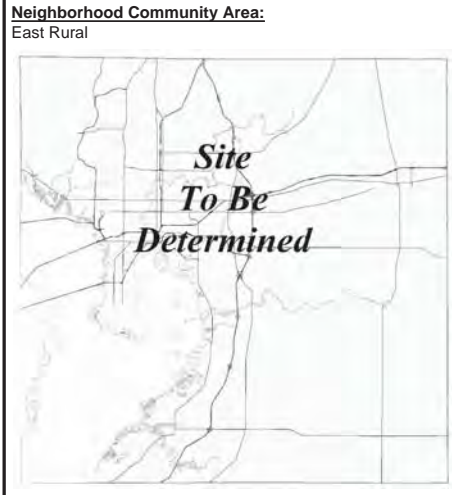 Neighborhood Community Area:
East Rural
Site
To Be
Determined